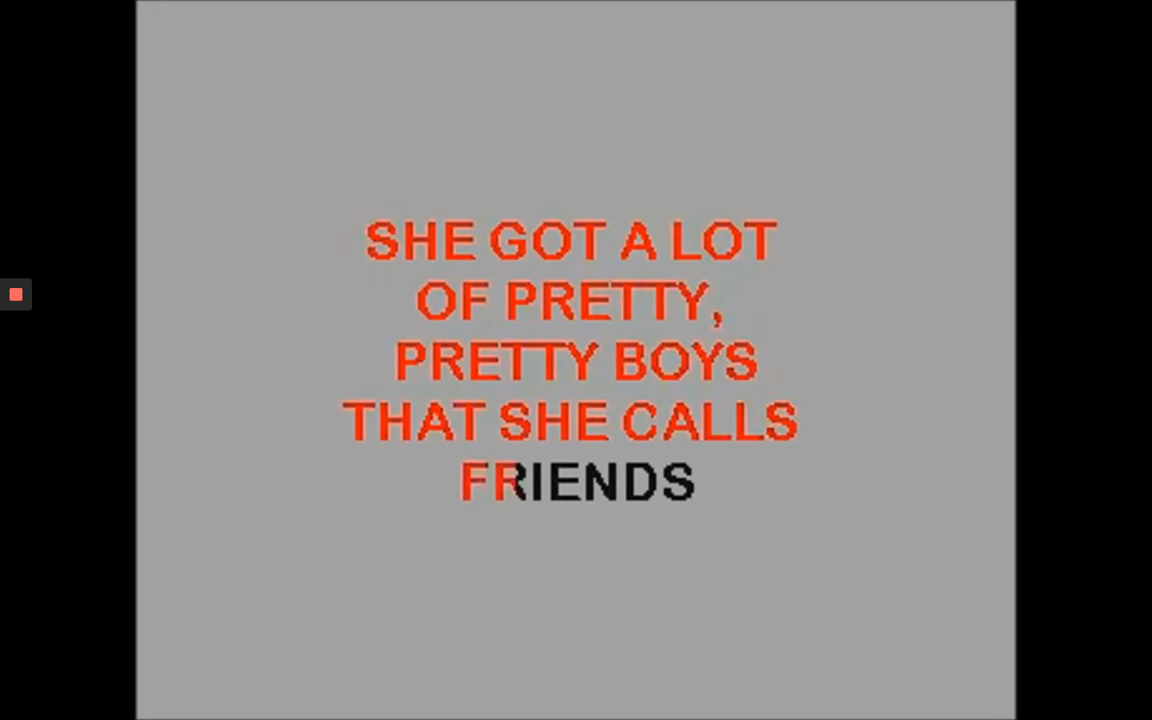 SHE GOT A LOT
OF PRETTY,
PRETTY BOYS
THAT SHE CALLS
FRIENDS